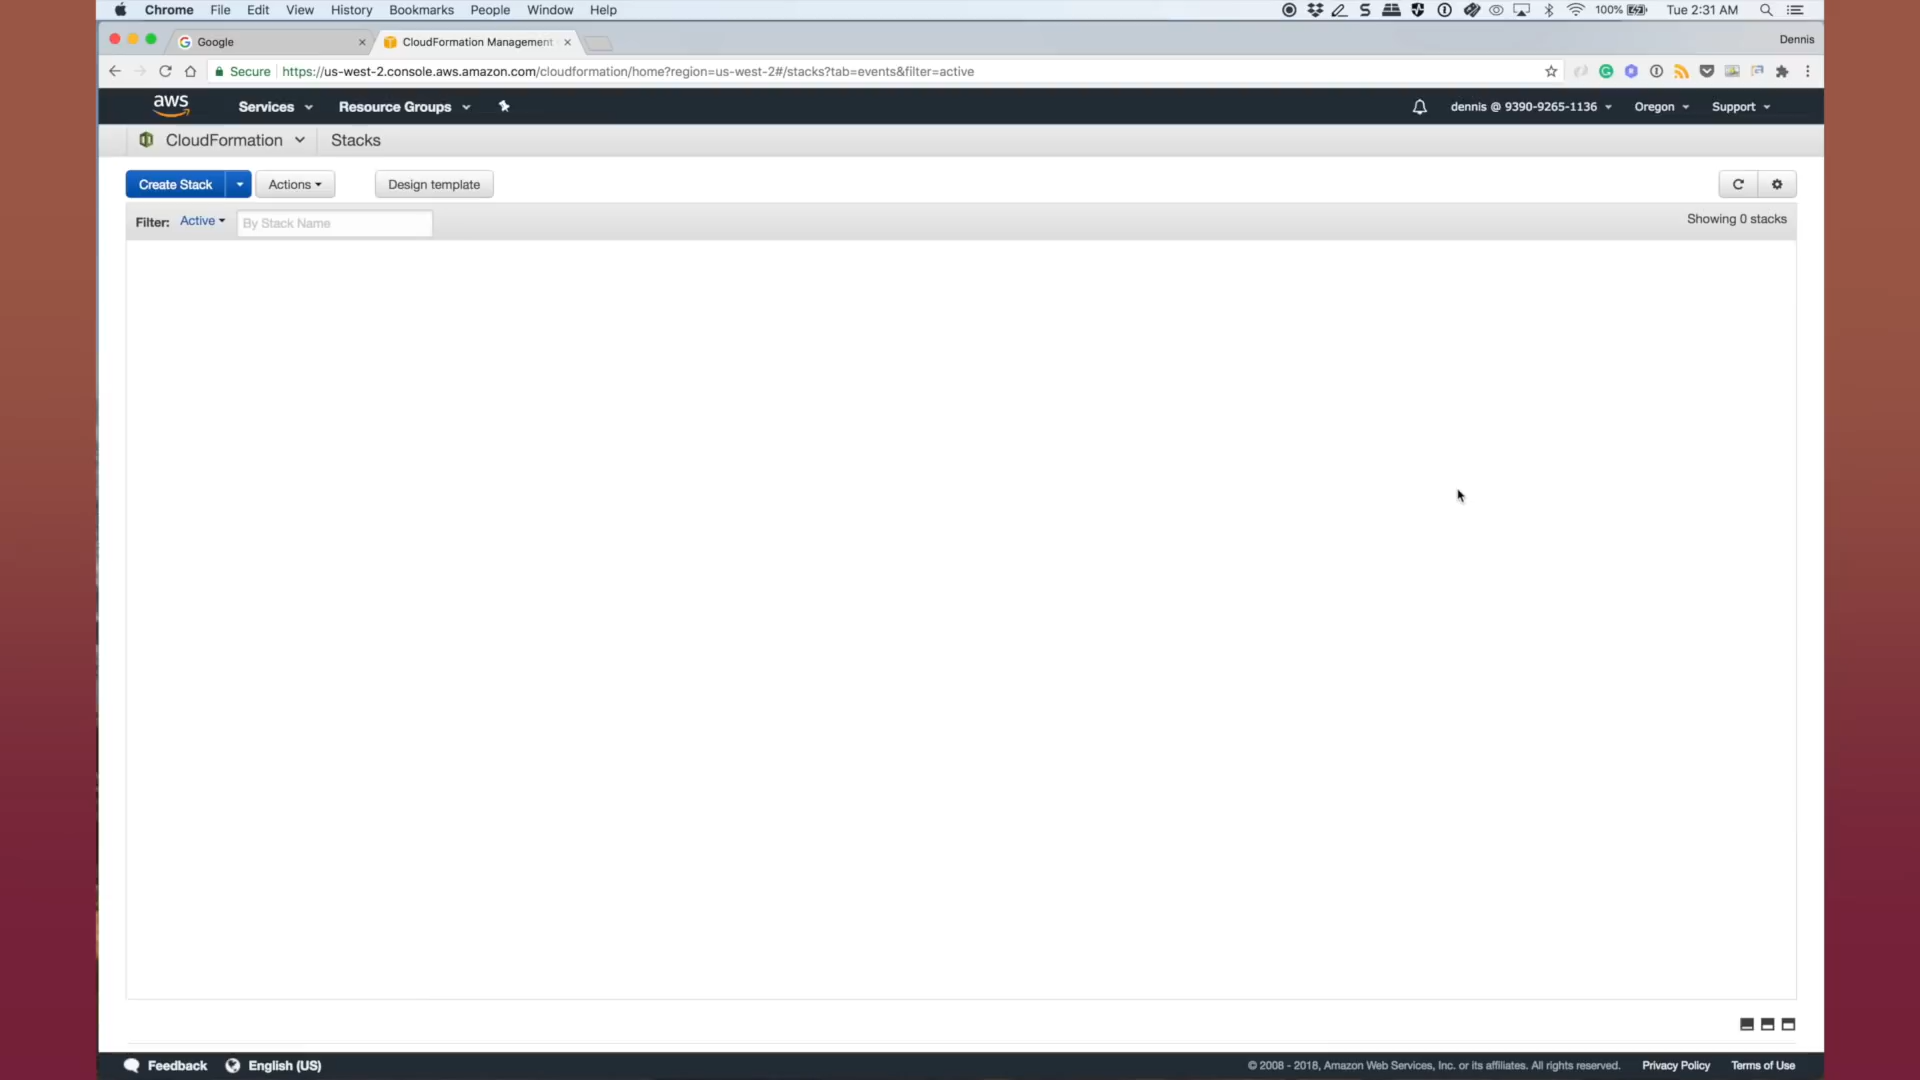 Chrome File Edit View History Bookmarks People Window Help 100% Tue 2:31 AM
Google CloudFormation Management Dennis
Secure https://us-west-2.console.aws.amazon.com/cloudformation/home?region=us-west-2#/stacks?tab=events&filter=active
aws Services Resource Groups dennis @ 9390-9265-1136 Oregon Support
CloudFormation Stacks
Create Stack Actions Design template
Filter: Active By Stack Name Showing 0 stacks
Feedback English (US) © 2008 - 2018, Amazon Web Services, Inc. or its affiliates. All rights reserved. Privacy Policy Terms of Use